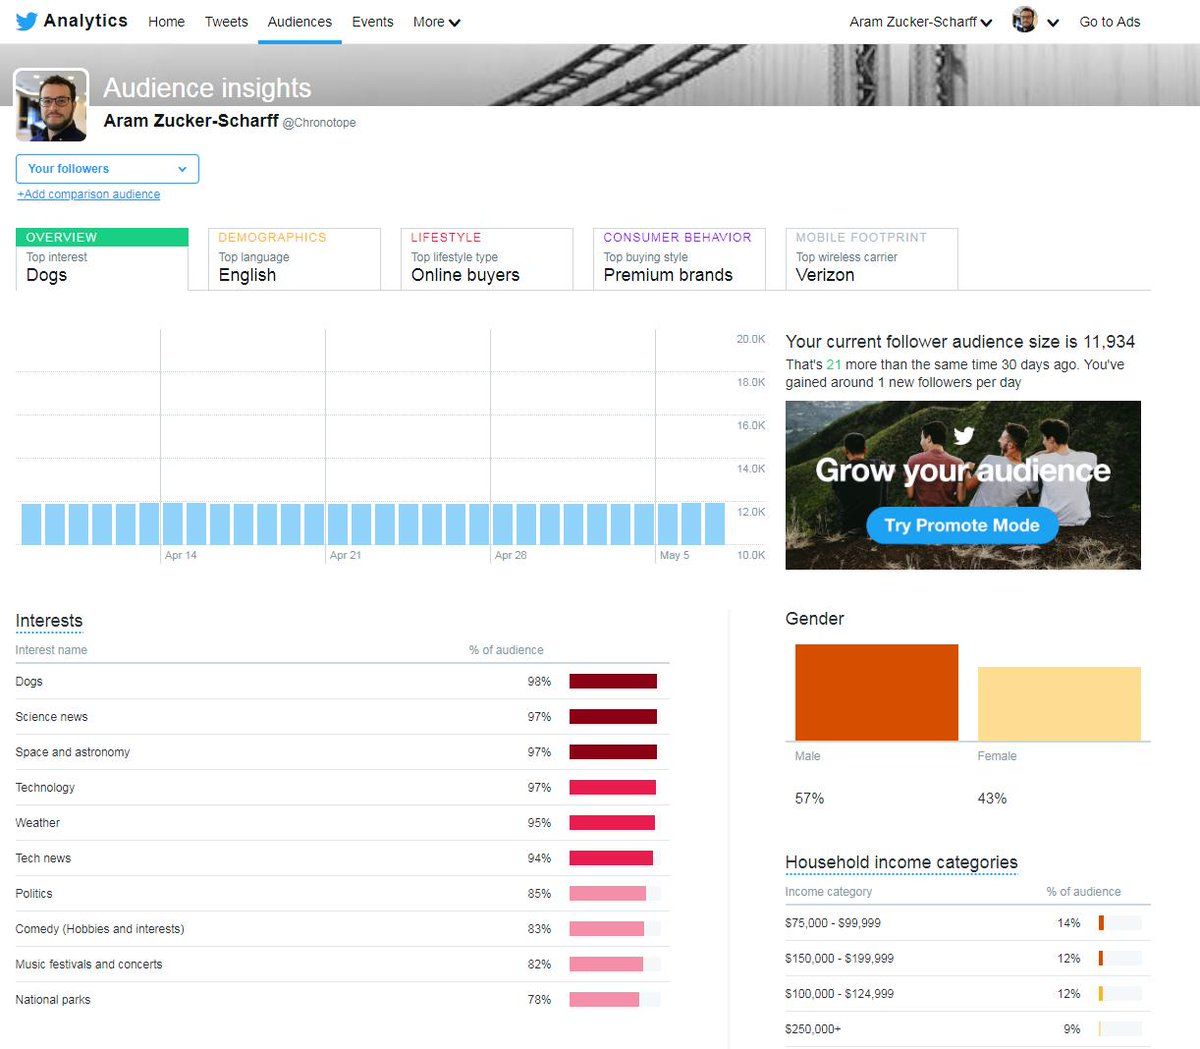 Analytics Home Tweets Audiences Events More Aram Zucker-Scharff Go to Ads
Audience insights
Aram Zucker-Scharff @Chronotope
Your followers
+Add comparison audience
OVERVIEW
Top interest
Dogs
DEMOGRAPHICS
Top language
English
LIFESTYLE
Top lifestyle type
Online buyers
CONSUMER BEHAVIOR
Top buying style
Premium brands
MOBILE FOOTPRINT
Top wireless carrier
Verizon
20.0K
18.0K
16.0K
14.0K
12.0K
10.0K
Apr 14 Apr 21 Apr 28 May 5
Your current follower audience size is 11,934
That's 21 more than the same time 30 days ago. You've
gained around 1 new followers per day
Grow your audience
Try Promote Mode
Interests
Interest name % of audience
Dogs 98%
Science news 97%
Space and astronomy 97%
Technology 97%
Weather 95%
Tech news 94%
Politics 85%
Comedy (Hobbies and interests) 83%
Music festivals and concerts 82%
National parks 78%
Gender
Male Female
57% 43%
Household income categories
Income category % of audience
$75,000 - $99,999 14%
$150,000 - $199,999 12%
$100,000 - $124,999 12%
$250,000+ 9%